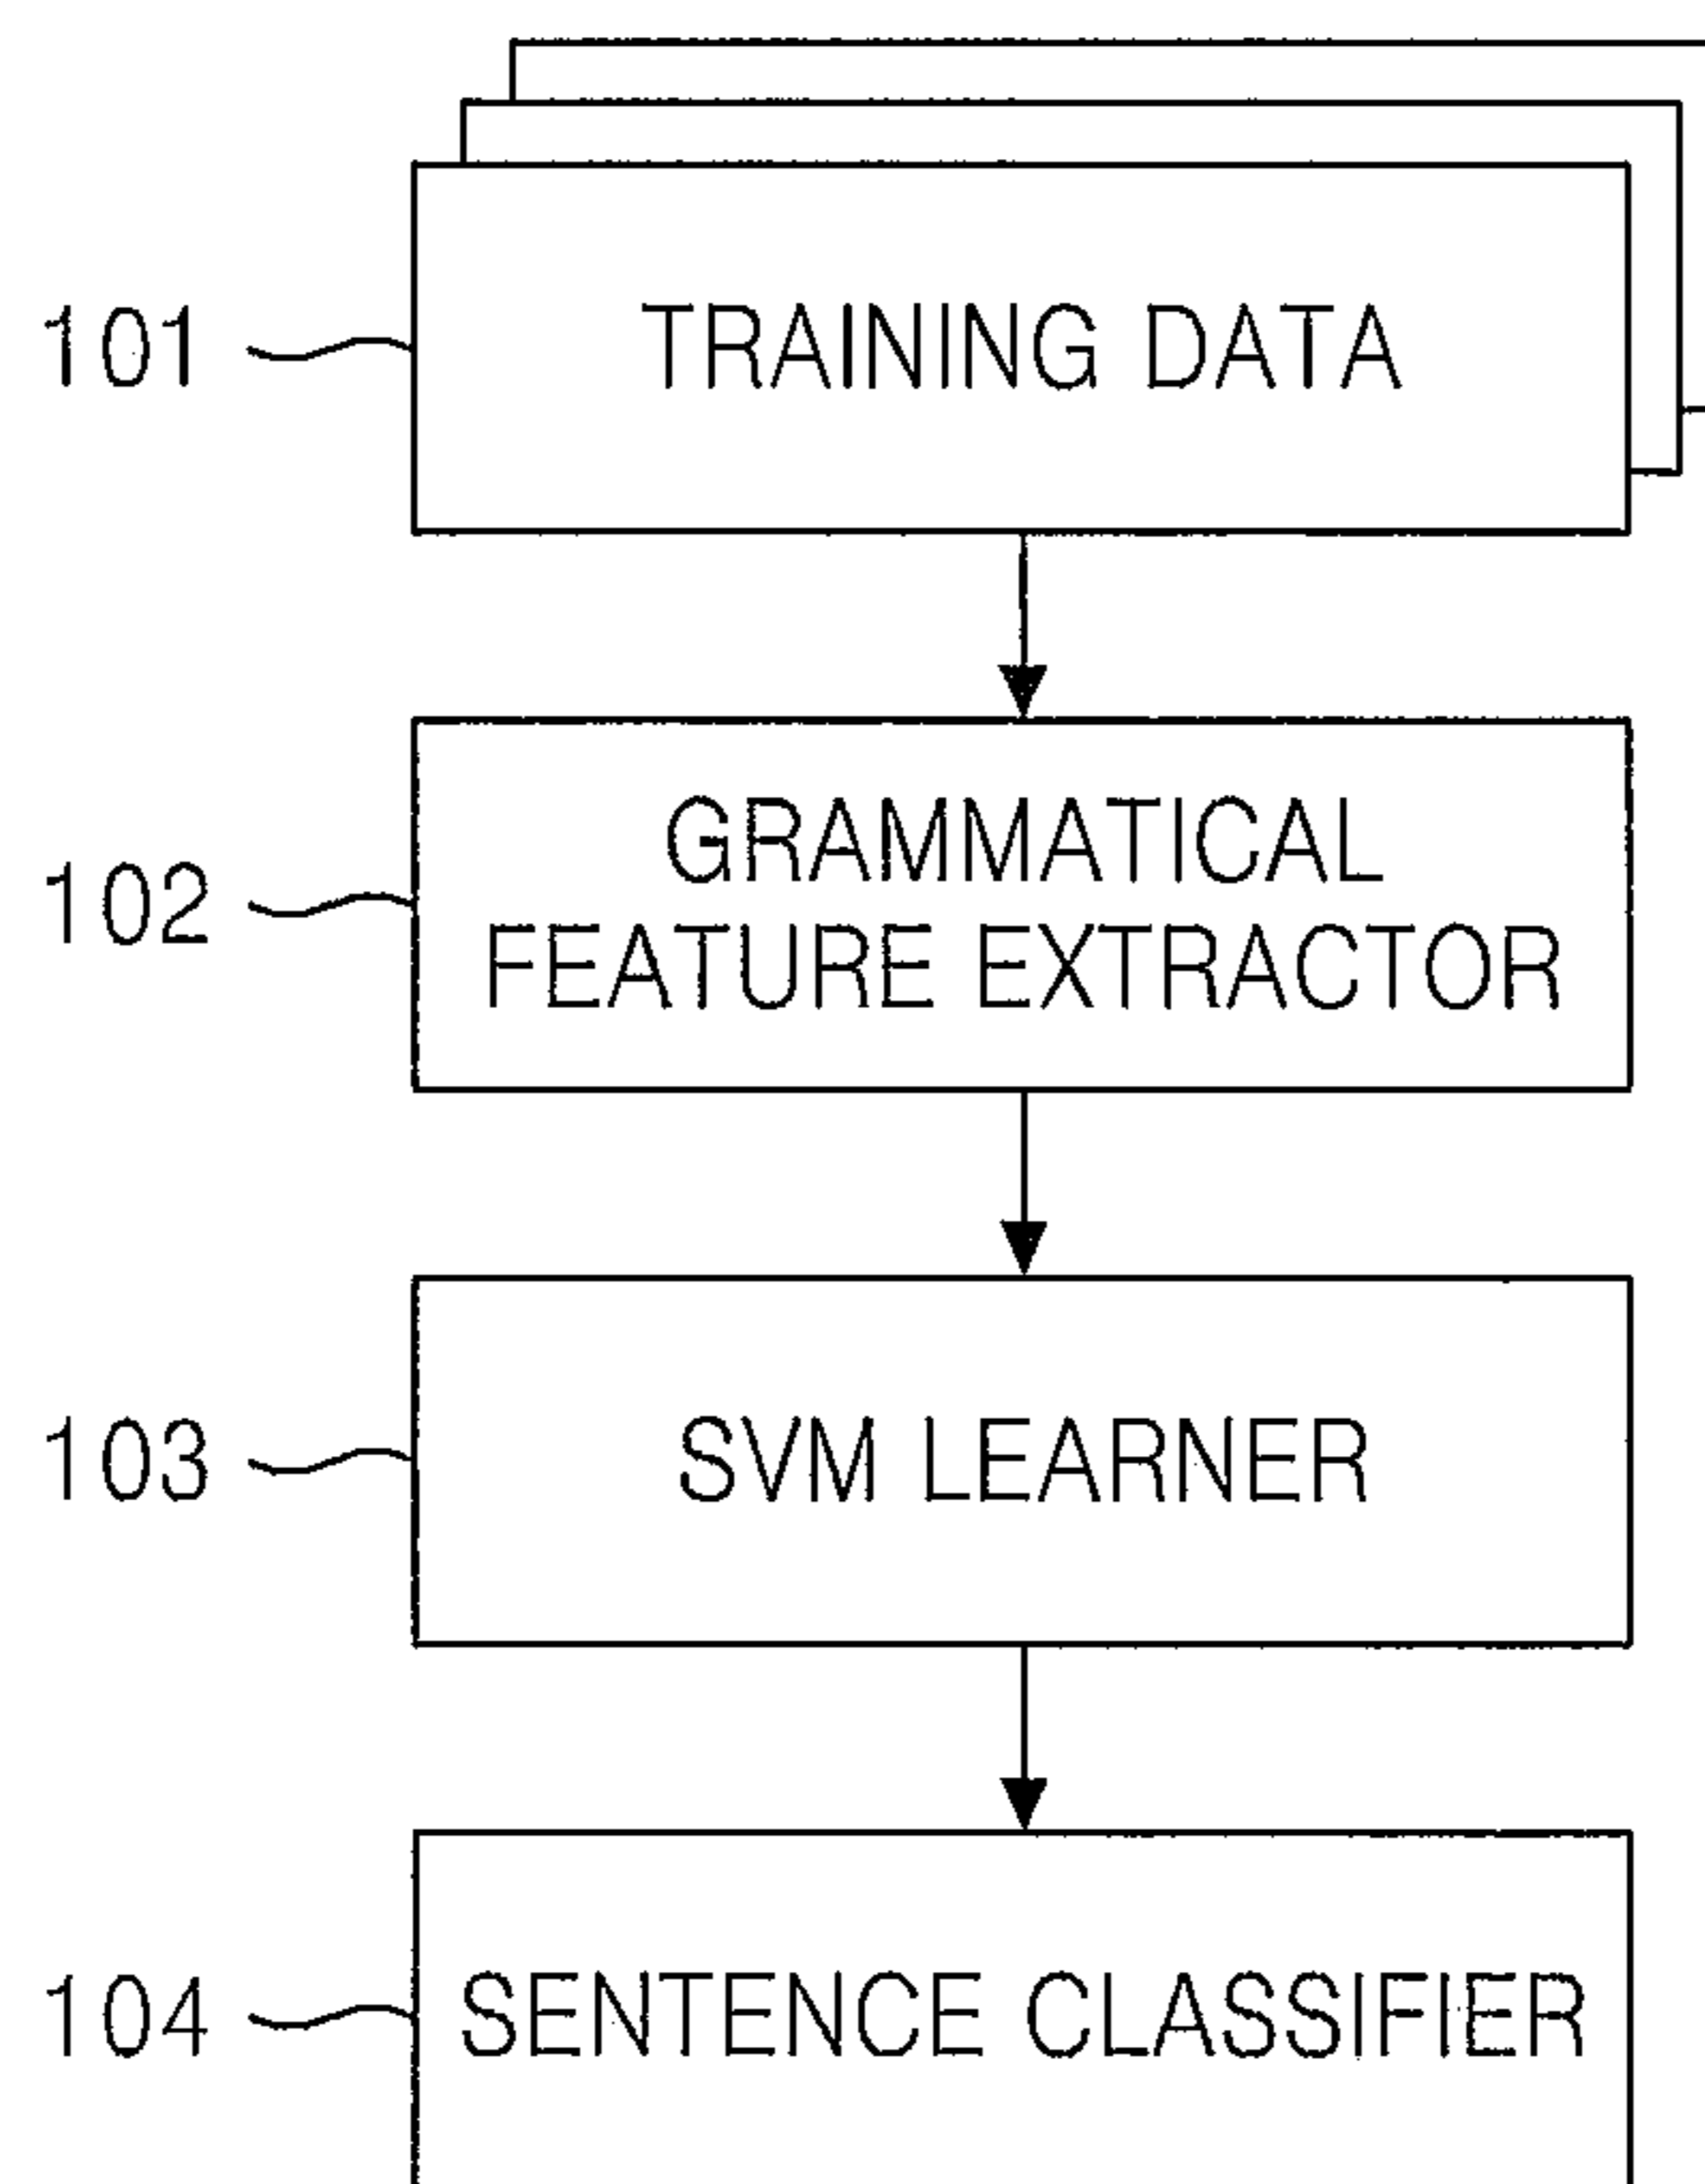 101 TRAINING DATA
102 GRAMMATICAL
FEATURE EXTRACTOR
103 SVM LEARNER
104 SENTENCE CLASSIFIER